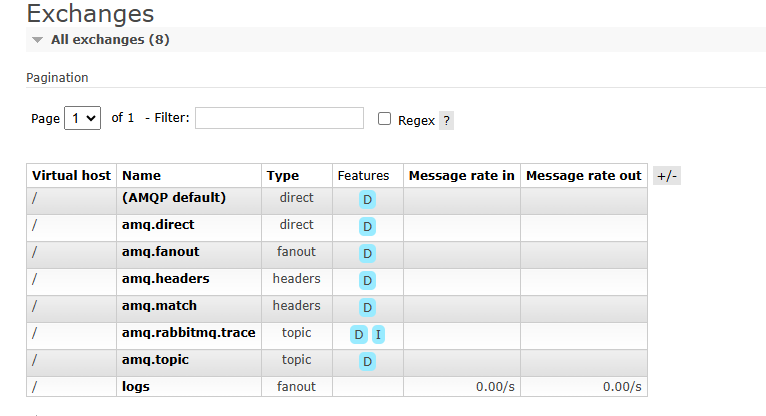 Exchanges
All exchanges (8)
Pagination
Page 1 of 1 - Filter: Regex ?
Virtual host Name Type Features Message rate in Message rate out +/-
/ (AMQP default) direct D
/ amq.direct direct D
/ amq.fanout fanout D
/ amq.headers headers D
/ amq.match headers D
/ amq.rabbitmq.trace topic D I
/ amq.topic topic D
/ logs fanout 0.00/s 0.00/s